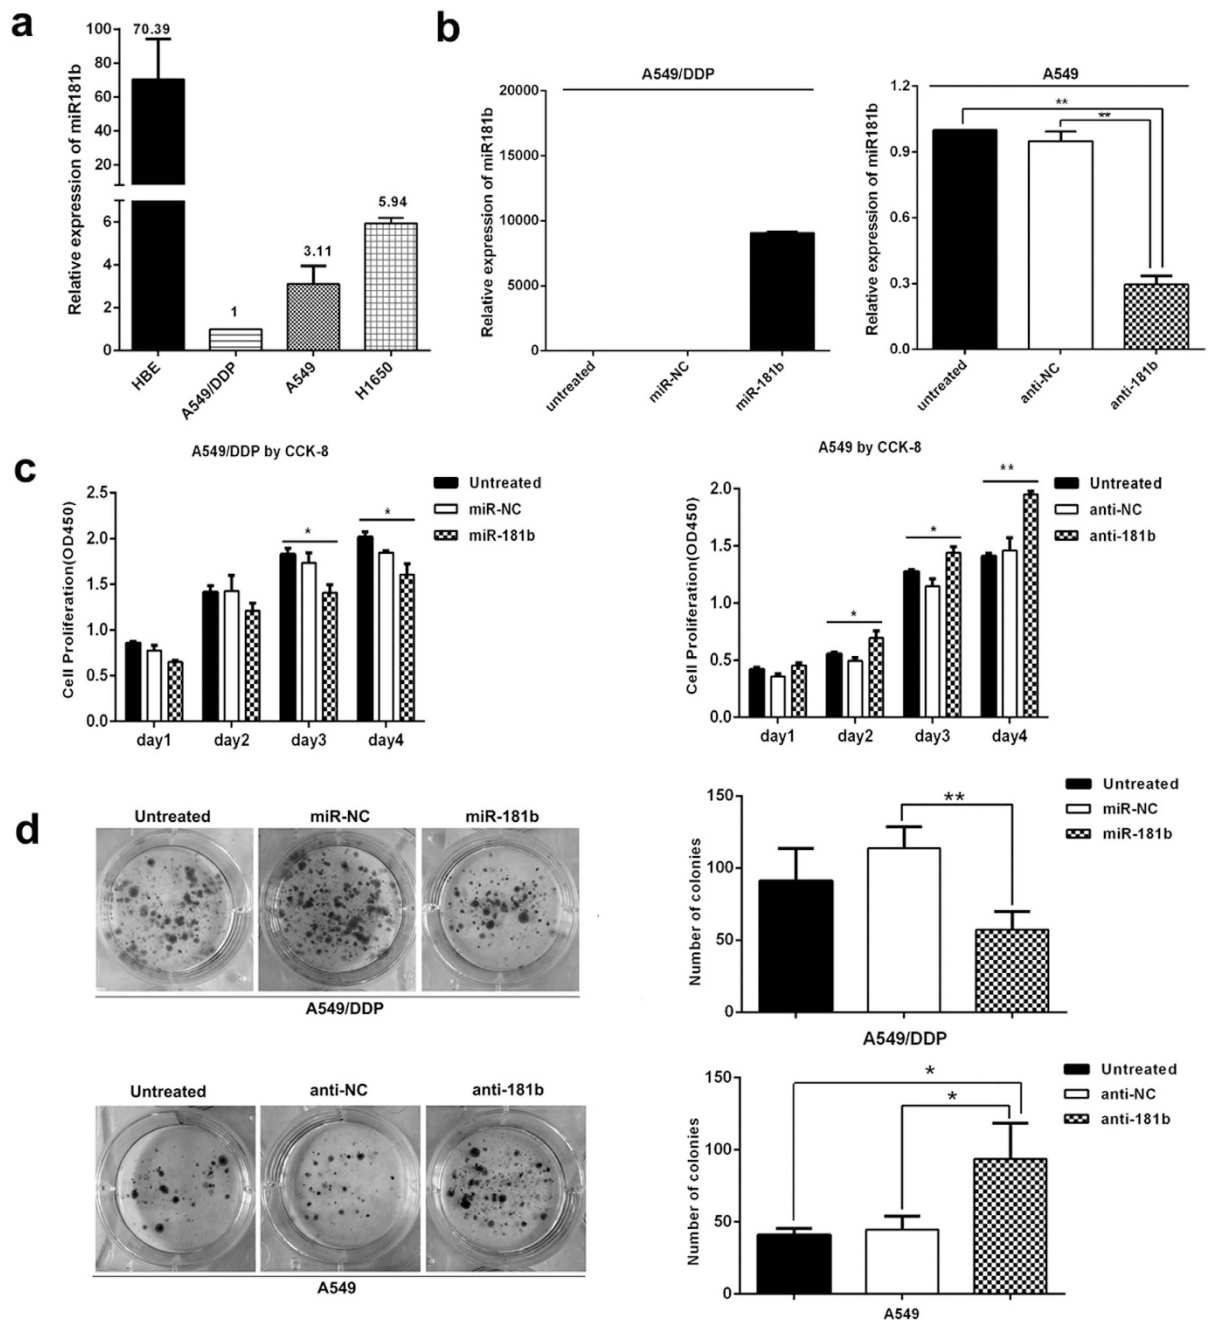 a
Relative expression of miR181b
100
80
60
40
20
6
4
2
0
70.39
1
3.11
5.94
HBE
A549/DDP
A549
H1650
b
A549/DDP
Relative expression of miR181b
20000
15000
10000
5000
0
untreated
miR-NC
miR-181b
A549
Relative expression of miR181b
1.2
0.9
0.6
0.3
0.0
**
**
untreated
anti-NC
anti-181b
c
A549/DDP by CCK-8
Cell Proliferation(OD450)
2.5
2.0
1.5
1.0
0.5
0.0
*
*
day1
day2
day3
day4
Untreated
miR-NC
miR-181b
A549 by CCK-8
Cell Proliferation(OD450)
2.0
1.5
1.0
0.5
0.0
*
*
**
day1
day2
day3
day4
Untreated
anti-NC
anti-181b
d
Untreated
miR-NC
miR-181b
A549/DDP
Number of colonies
150
100
50
0
**
A549/DDP
Untreated
miR-NC
miR-181b
Untreated
anti-NC
anti-181b
A549
Number of colonies
150
100
50
0
*
*
A549
Untreated
anti-NC
anti-181b